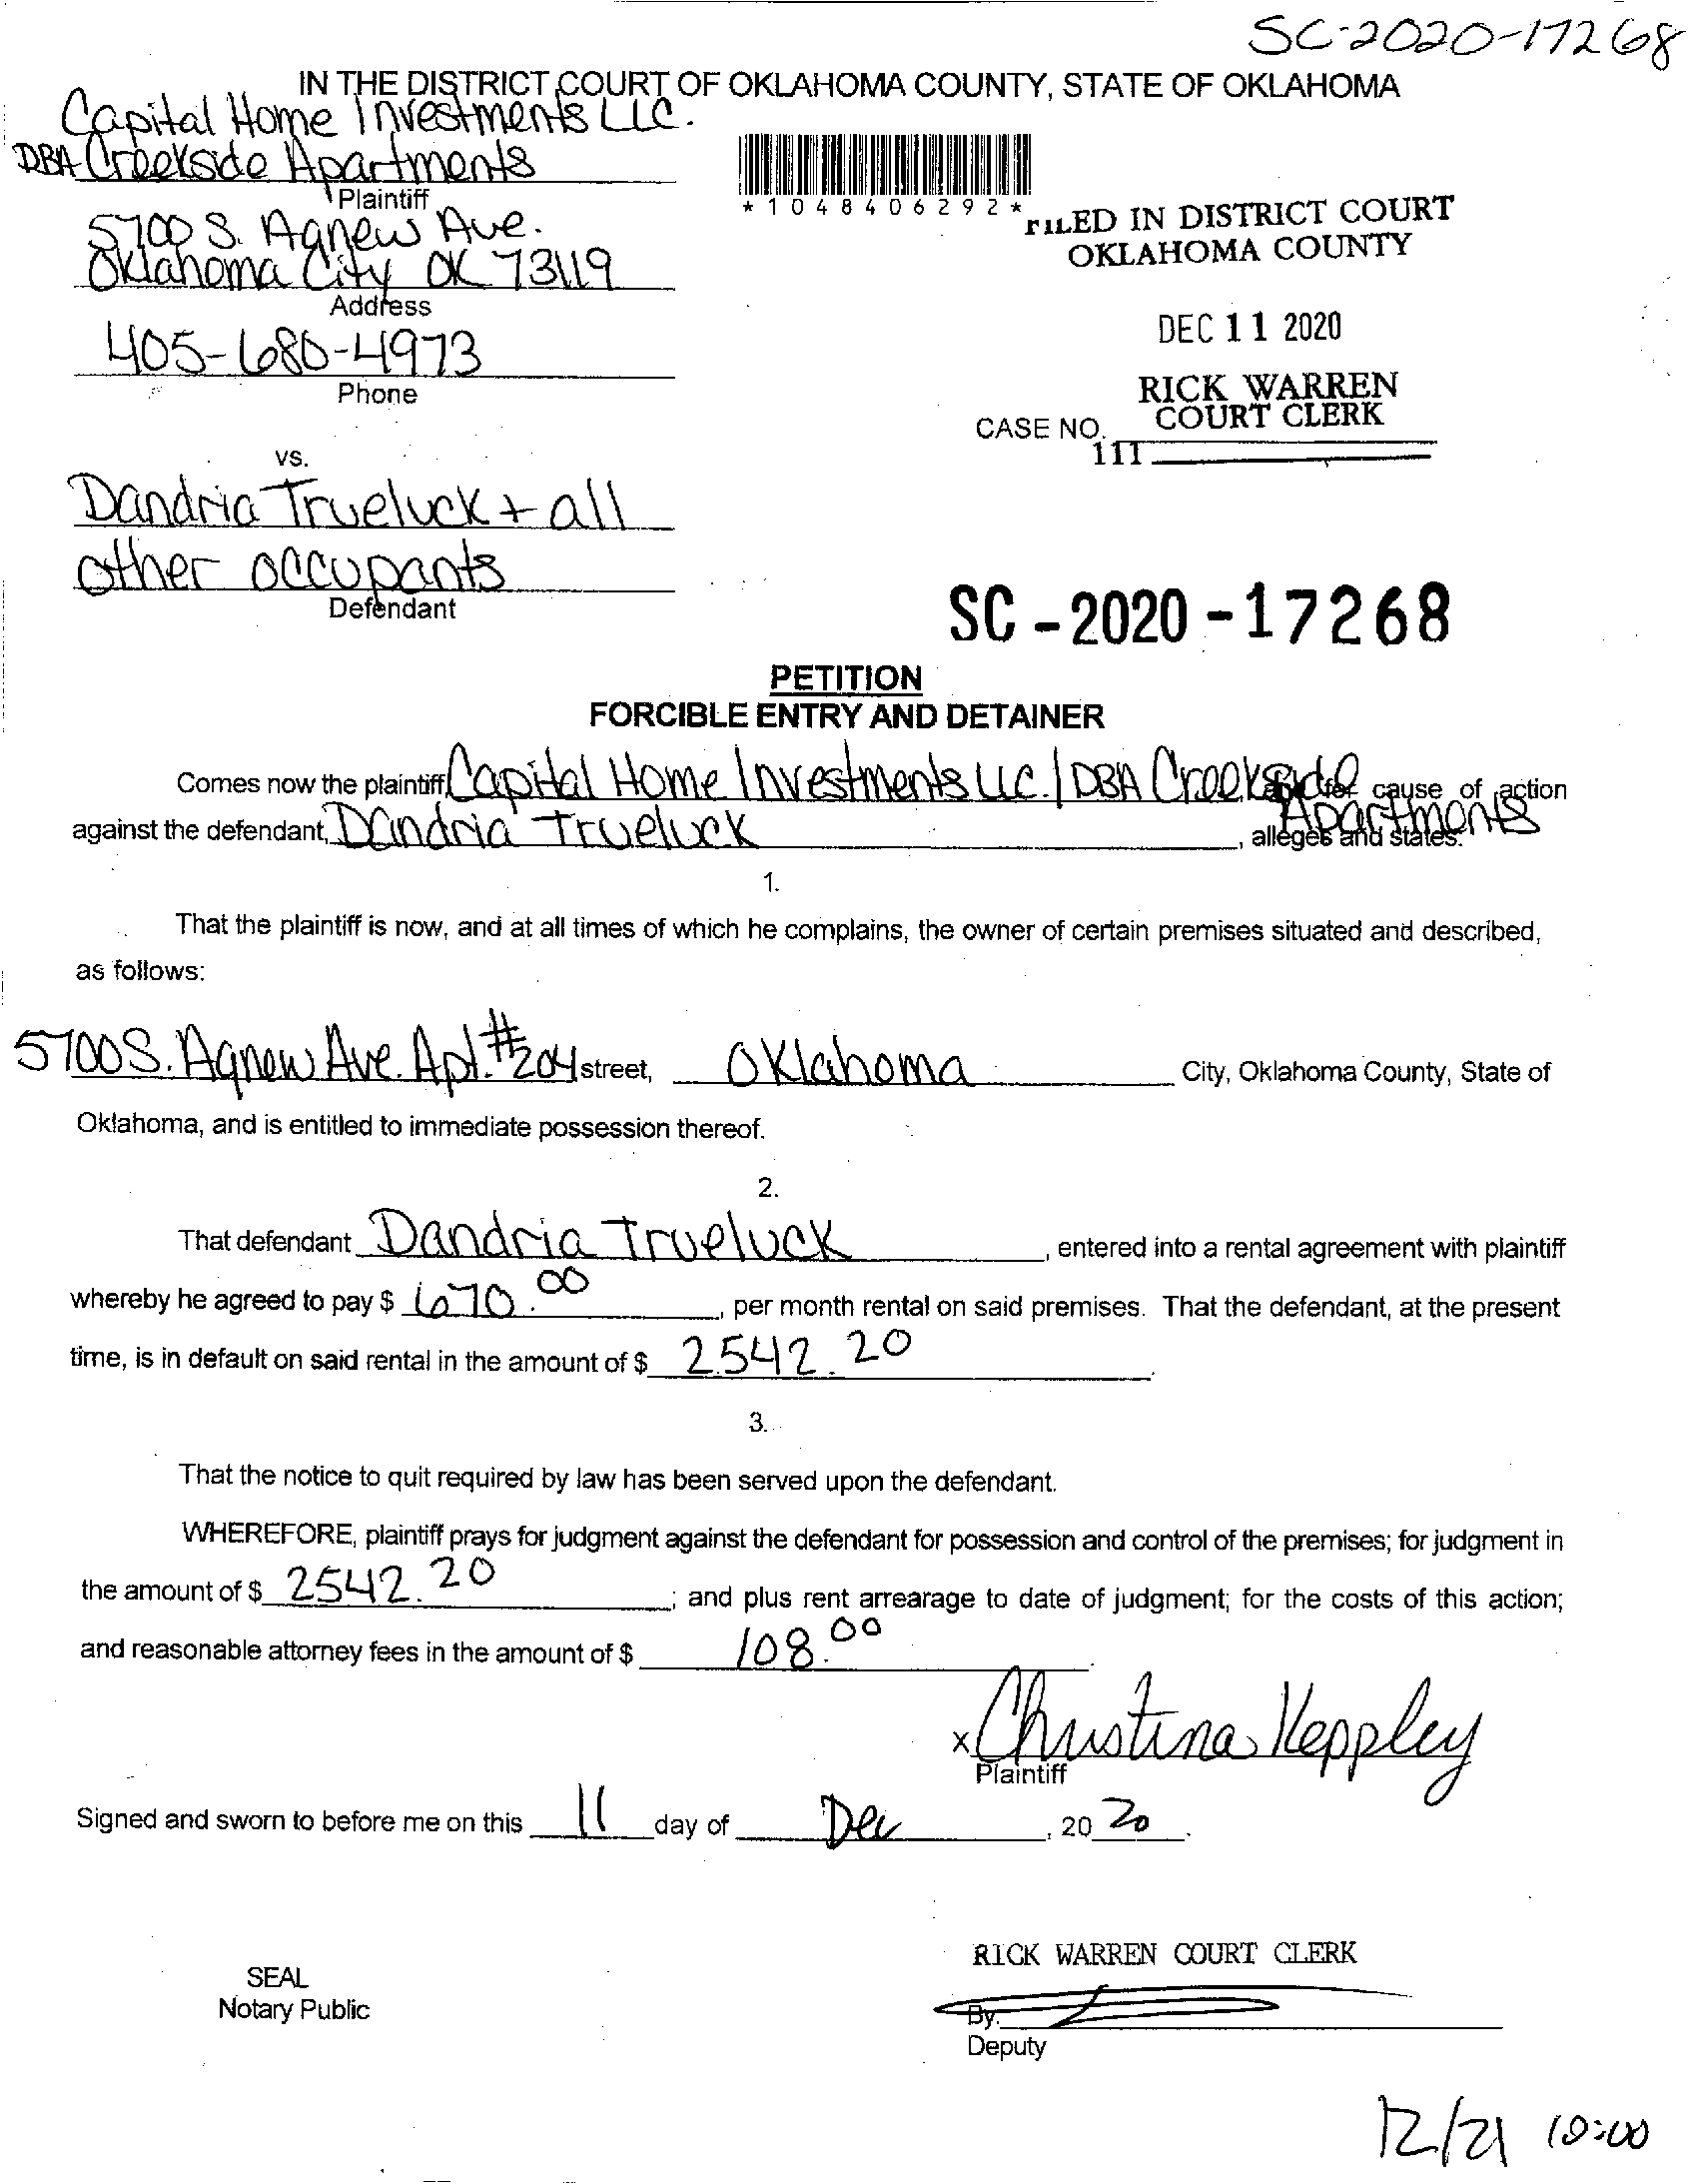 SC-2020-17268
IN THE DISTRICT COURT OF OKLAHOMA COUNTY, STATE OF OKLAHOMA
Capital Home Investments LLC.
DBA Creekside Apartments
Plaintiff
5700 S. Agnew Ave.
Oklahoma City OK 73119
Address
405-680-4973
Phone
*1048406292*
FILED IN DISTRICT COURT
OKLAHOMA COUNTY
DEC 11 2020
RICK WARREN
COURT CLERK
CASE NO.
111
vs.
Dandria Trueluck + all
other occupants
Defendant
SC-2020-17268
PETITION
FORCIBLE ENTRY AND DETAINER
Comes now the plaintiff, Capital Home Investments LLC. / DBA Creekside and for cause of action
Apartments
against the defendant, Dandria Trueluck, alleges and states:
1.
That the plaintiff is now, and at all times of which he complains, the owner of certain premises situated and described,
as follows:
5700 S. Agnew Ave. Apt. #204 street, Oklahoma City, Oklahoma County, State of
Oklahoma, and is entitled to immediate possession thereof.
2.
That defendant Dandria Trueluck, entered into a rental agreement with plaintiff
whereby he agreed to pay $ 670.00, per month rental on said premises. That the defendant, at the present
time, is in default on said rental in the amount of $ 2542.20.
3.
That the notice to quit required by law has been served upon the defendant.
WHEREFORE, plaintiff prays for judgment against the defendant for possession and control of the premises; for judgment in
the amount of $ 2542.20; and plus rent arrearage to date of judgment; for the costs of this action;
and reasonable attorney fees in the amount of $ 108.00.
x Christina Keppley
Plaintiff
Signed and sworn to before me on this 11 day of Dec, 20 20.
RICK WARREN COURT CLERK
SEAL
Notary Public
By:
Deputy
12/21 10:00